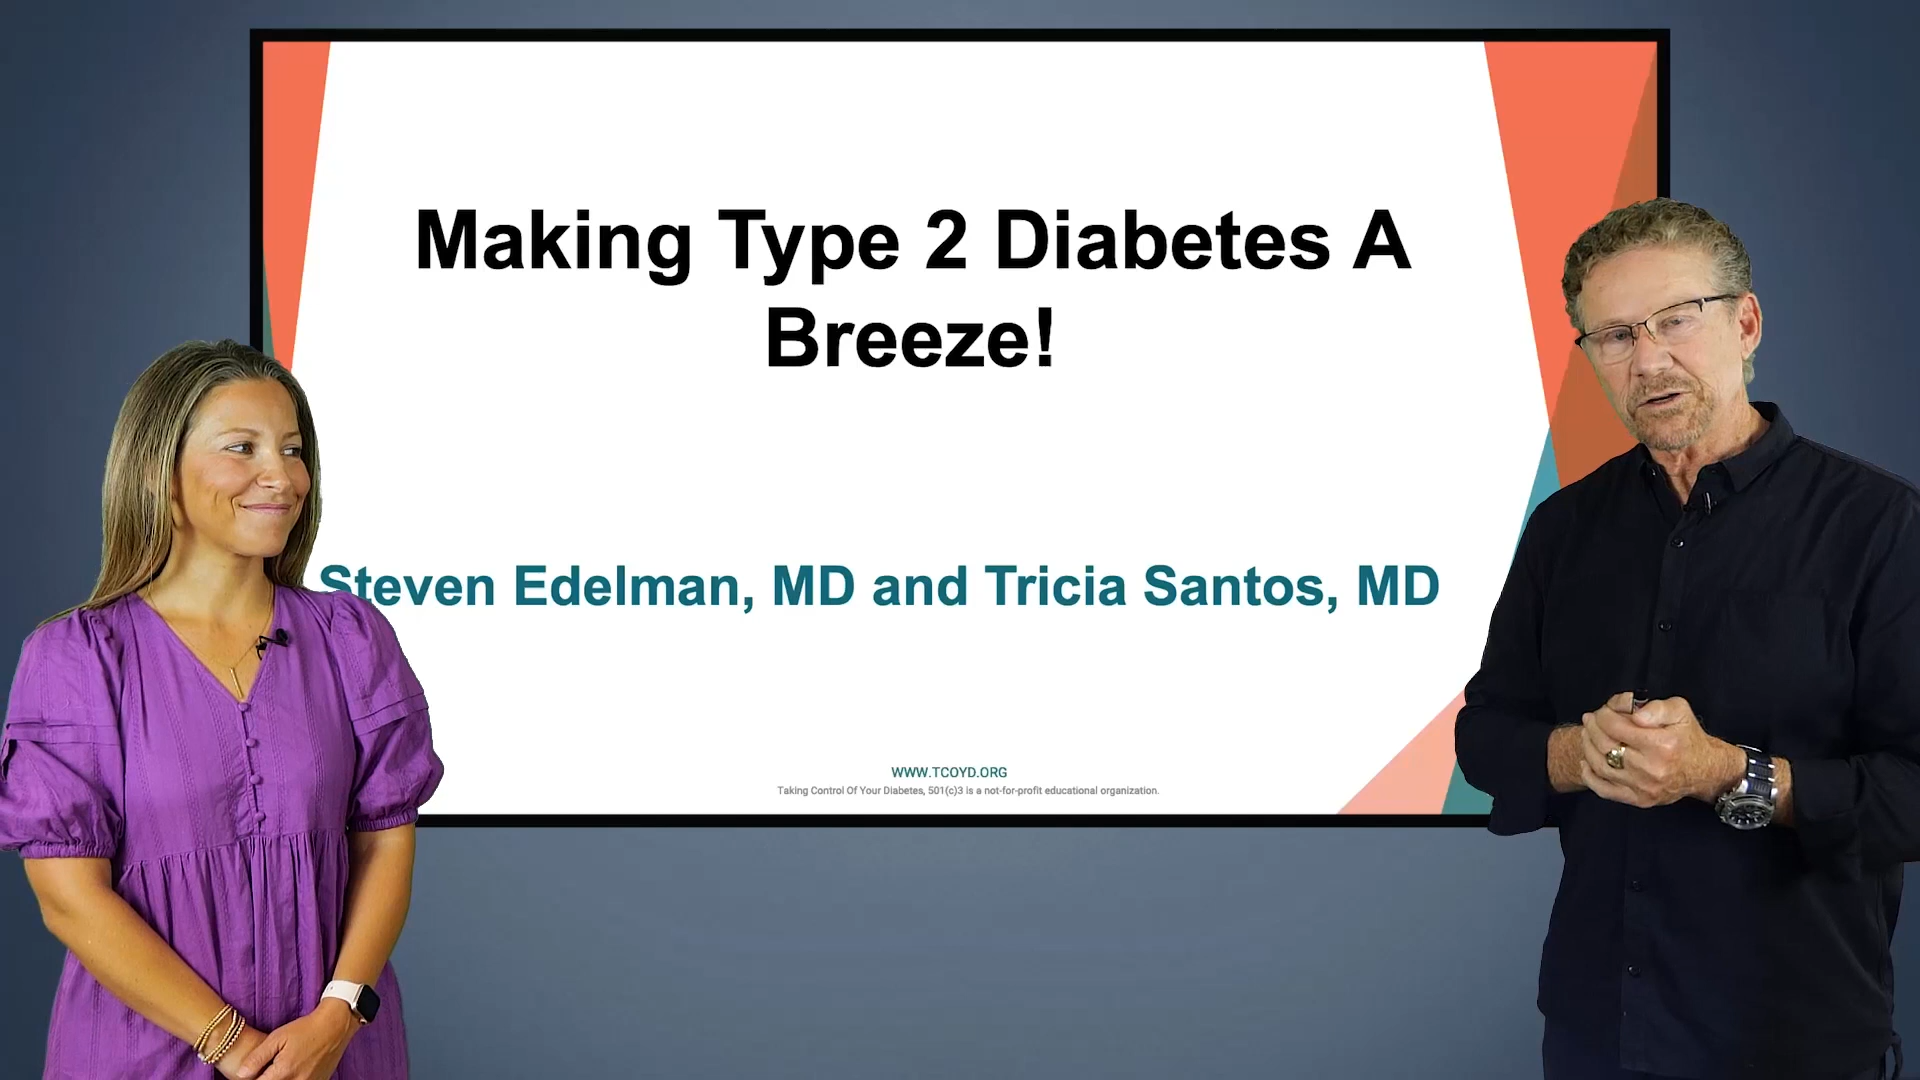 Making Type 2 Diabetes A
Breeze!
Steven Edelman, MD and Tricia Santos, MD
WWW.TCOYD.ORG
Taking Control Of Your Diabetes, 501(c)3 is a not-for-profit educational organization.